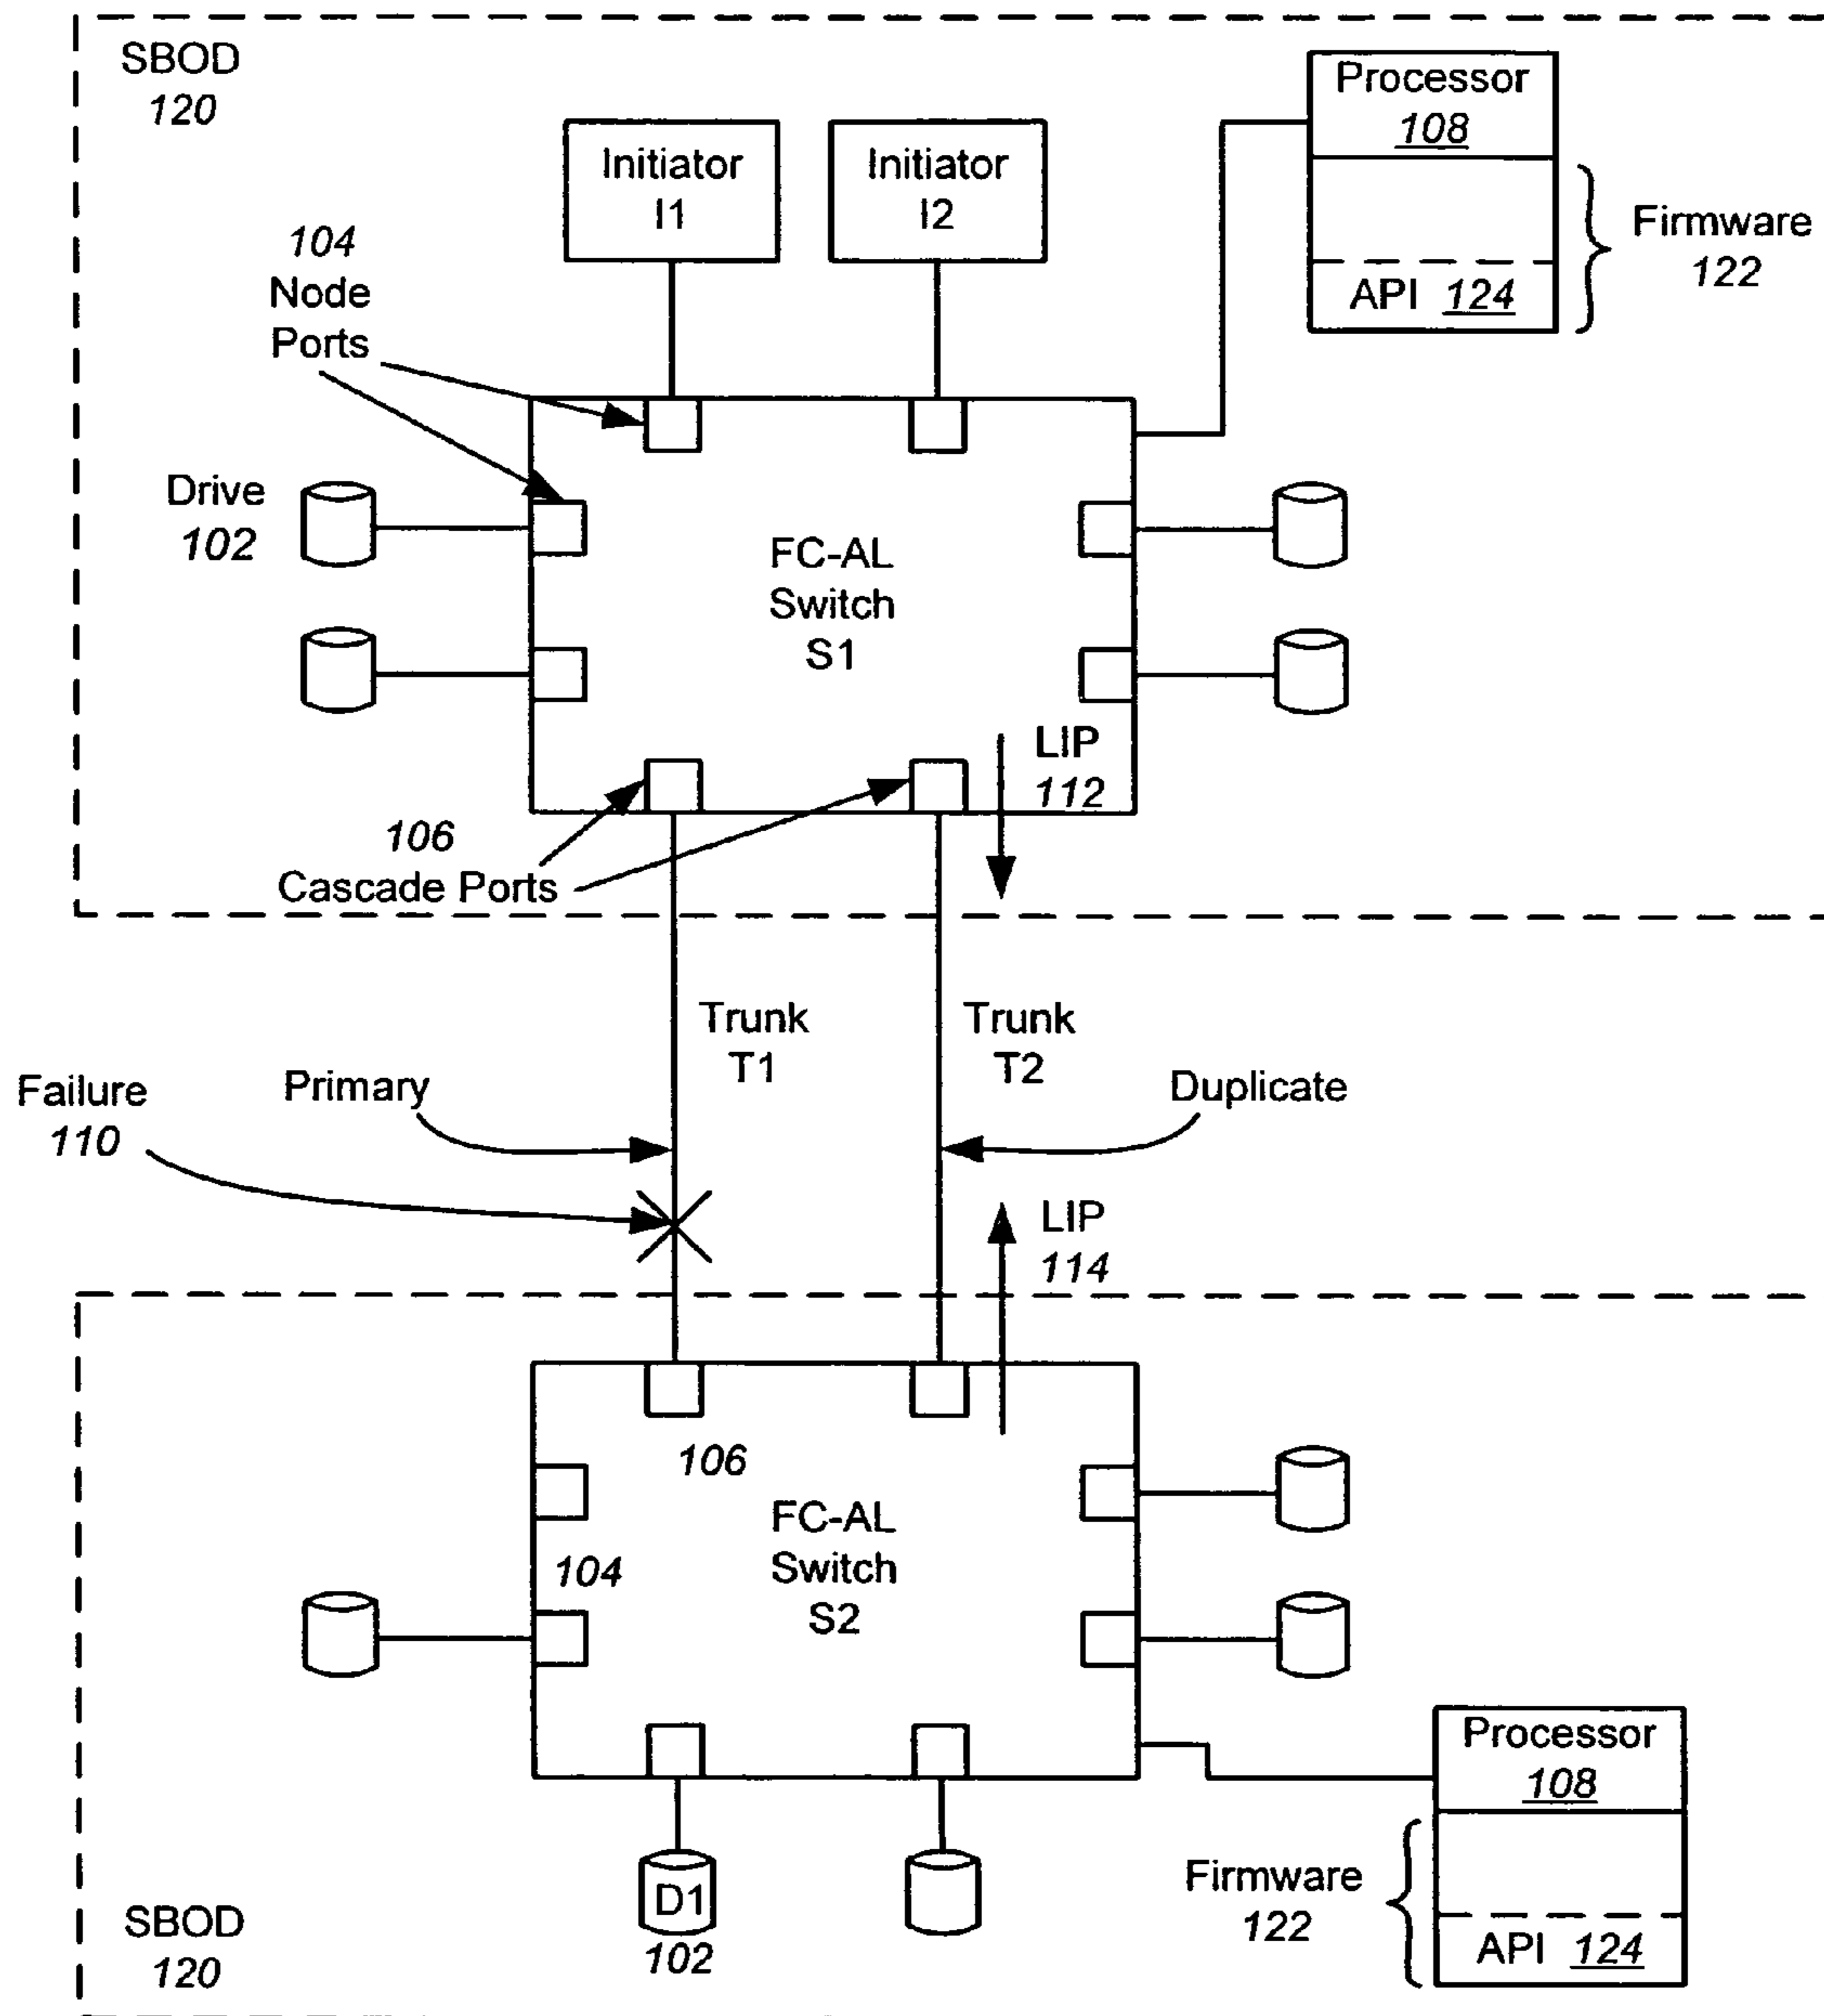 SBOD
120
Processor
108
Firmware
122
API 124
Initiator
I1
Initiator
I2
104
Node
Ports
Drive
102
FC-AL
Switch
S1
LIP
112
106
Cascade Ports
Trunk
T1
Trunk
T2
Failure
110
Primary
Duplicate
LIP
114
106
FC-AL
Switch
S2
104
Processor
108
Firmware
122
API 124
D1
102
SBOD
120